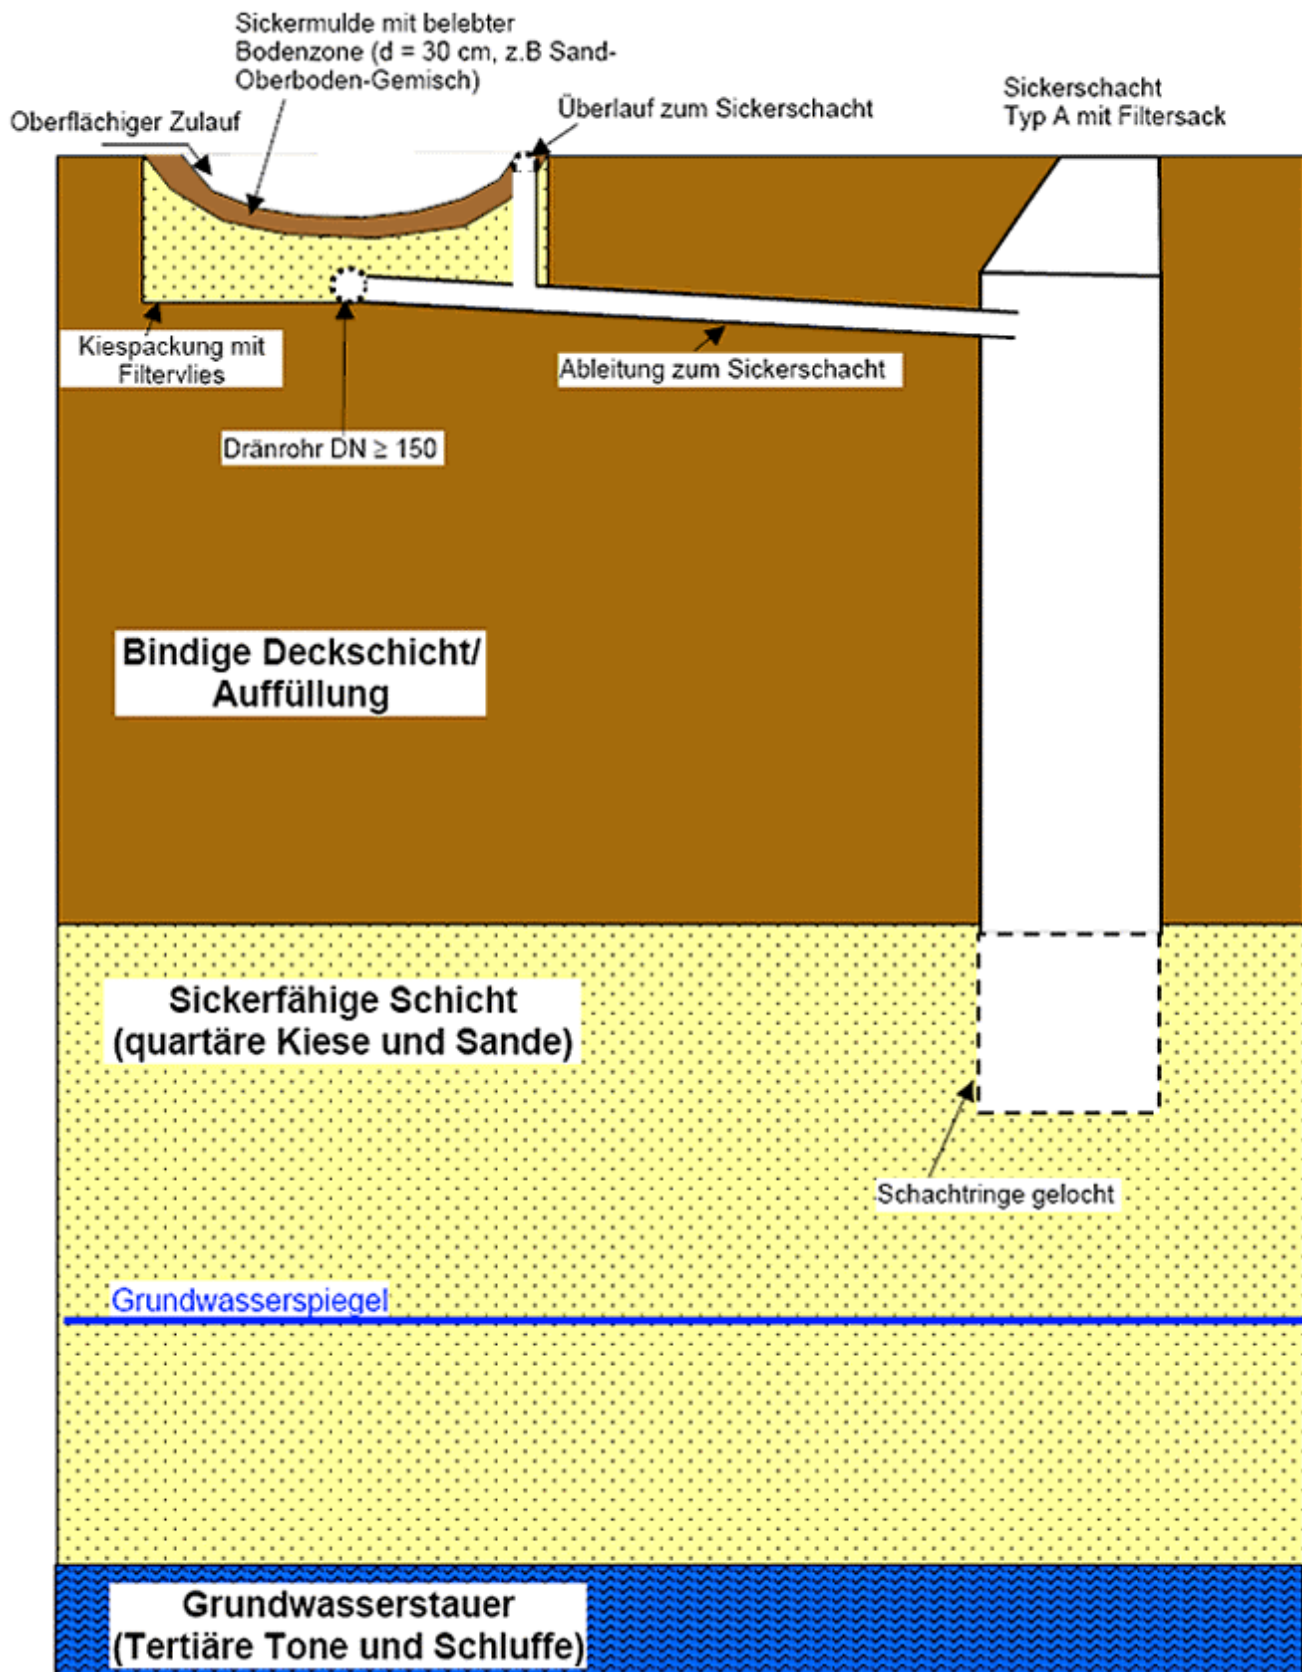 Sickermulde mit belebter
Bodenzone (d = 30 cm, z.B Sand-
Oberboden-Gemisch)
Oberflächiger Zulauf
Überlauf zum Sickerschacht
Sickerschacht
Typ A mit Filtersack
Kiespackung mit
Filtervlies
Ableitung zum Sickerschacht
Dränrohr DN ≥ 150
Bindige Deckschicht/
Auffüllung
Sickerfähige Schicht
(quartäre Kiese und Sande)
Schachtringe gelocht
Grundwasserspiegel
Grundwasserstauer
(Tertiäre Tone und Schluffe)